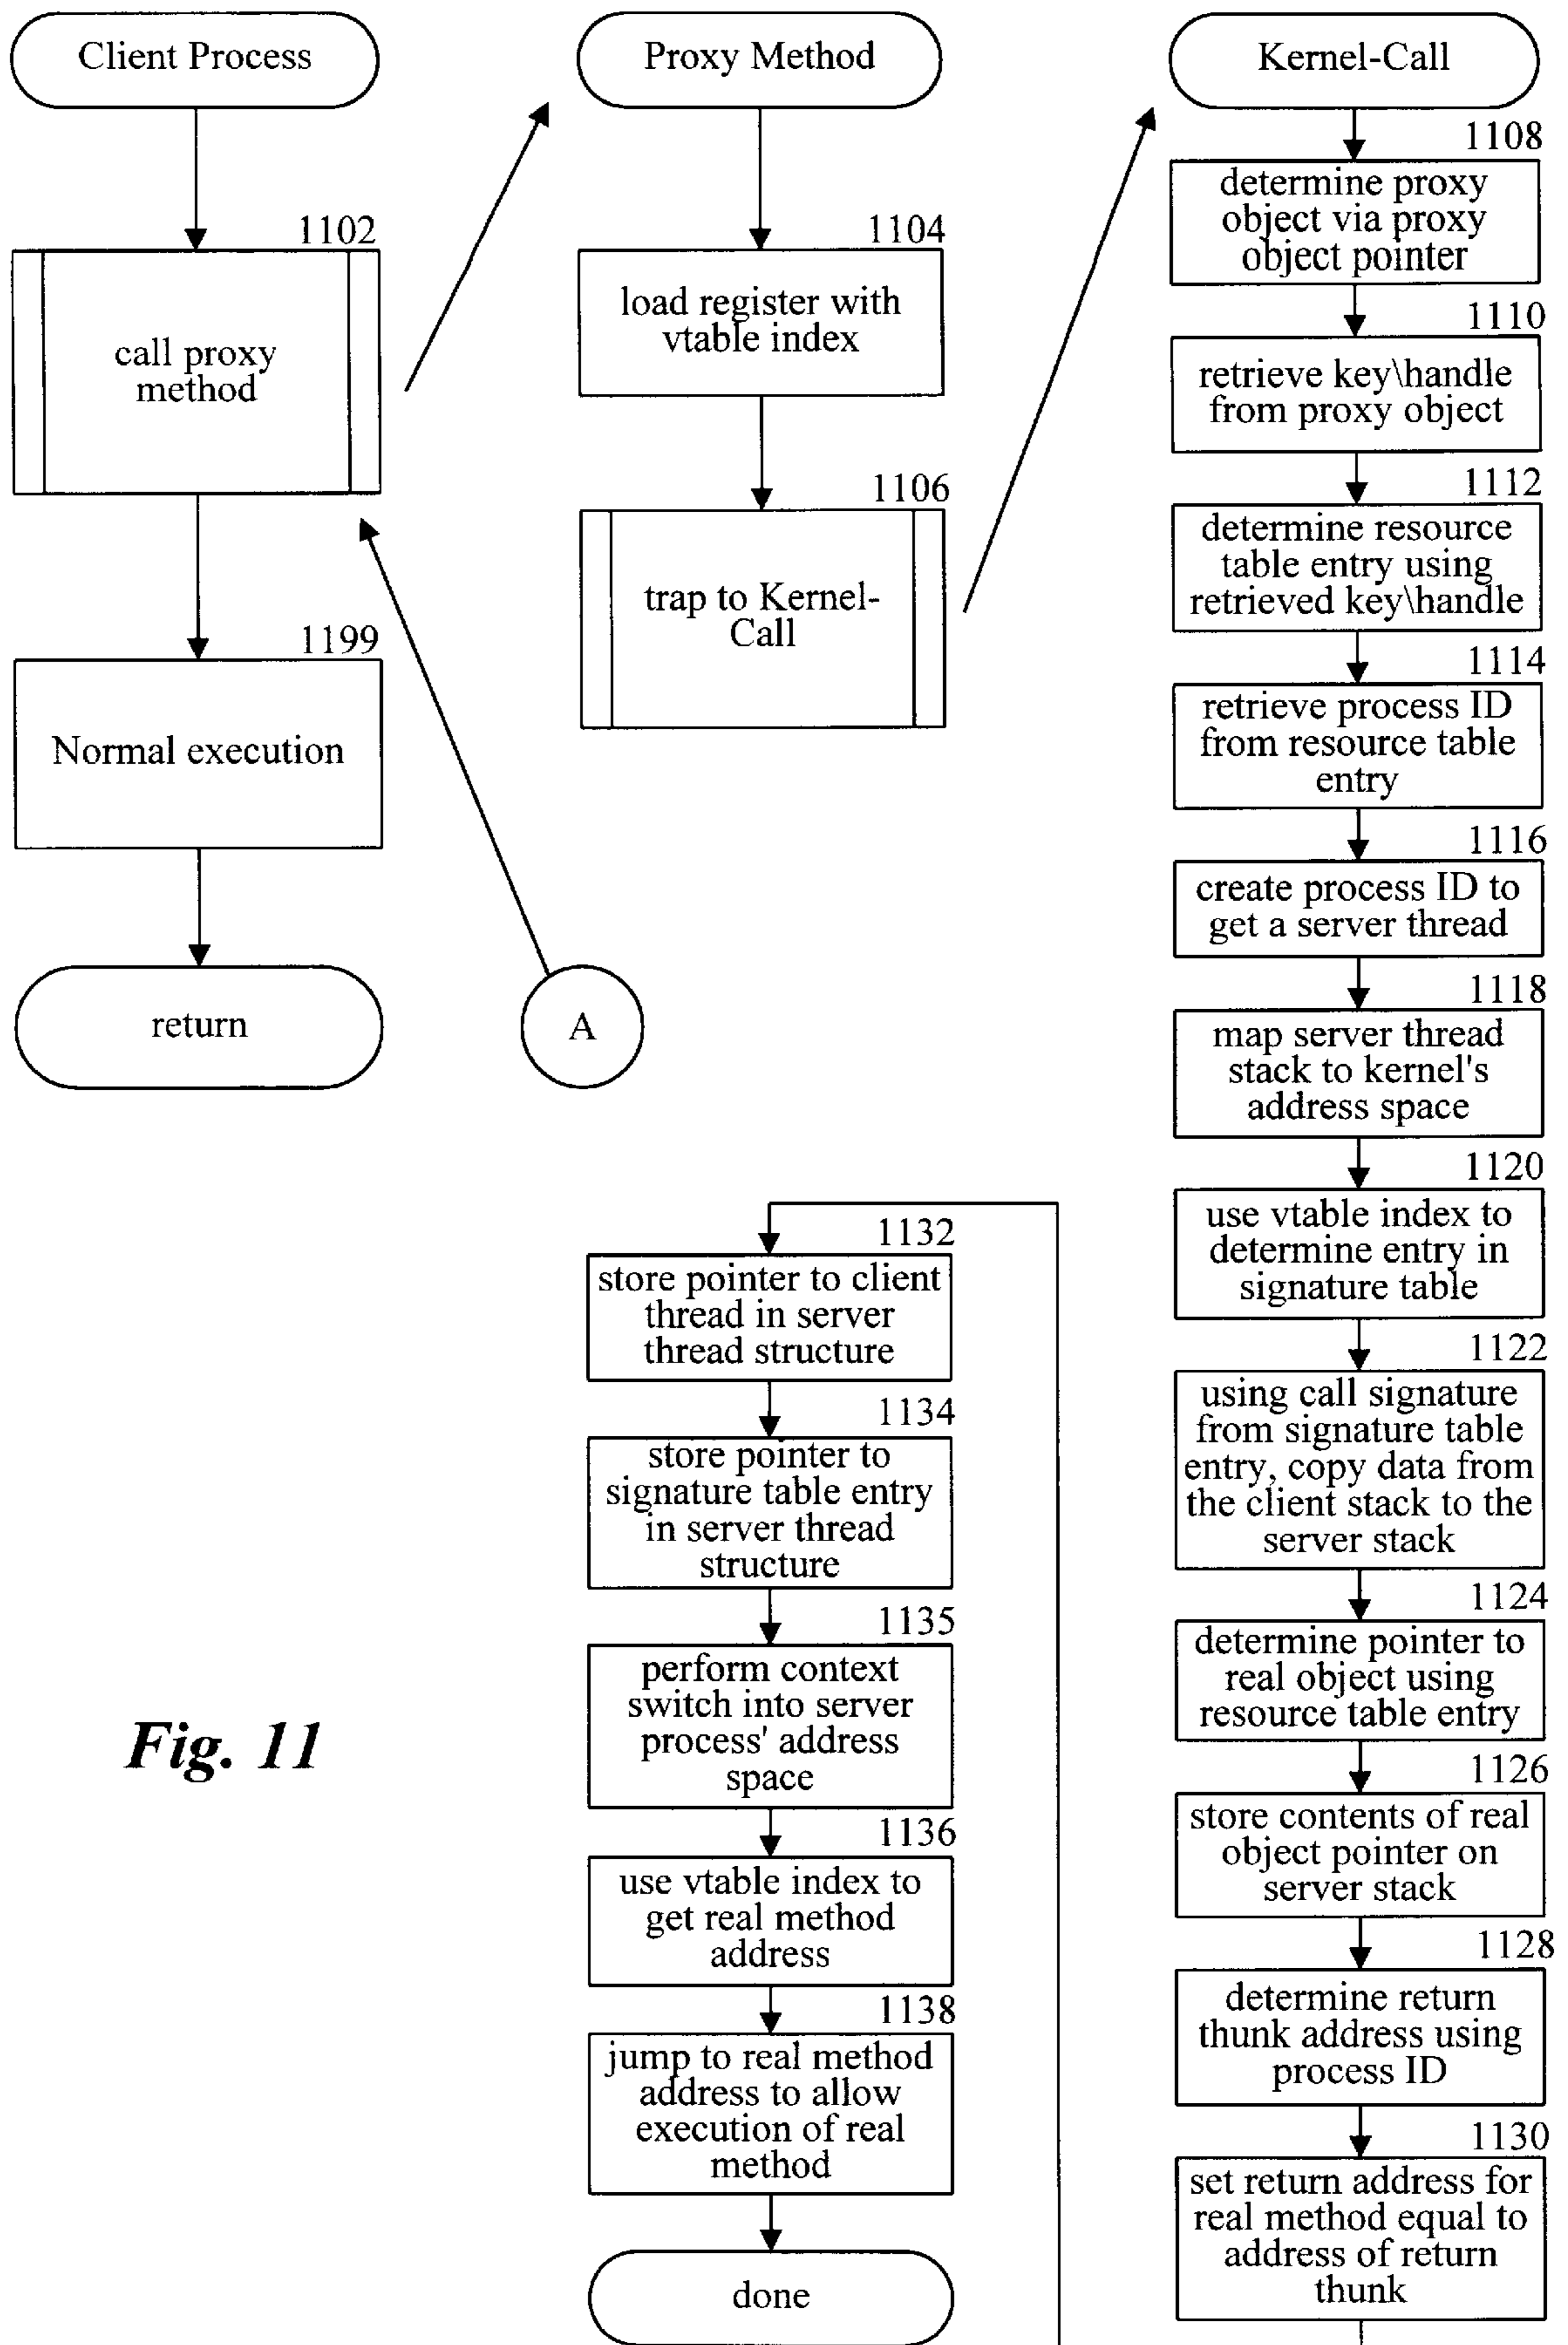 Client Process
1102
call proxy
method
1199
Normal execution
return
A
Proxy Method
1104
load register with
vtable index
1106
trap to Kernel-
Call
Kernel-Call
1108
determine proxy
object via proxy
object pointer
1110
retrieve key\handle
from proxy object
1112
determine resource
table entry using
retrieved key\handle
1114
retrieve process ID
from resource table
entry
1116
create process ID to
get a server thread
1118
map server thread
stack to kernel's
address space
1120
use vtable index to
determine entry in
signature table
1122
using call signature
from signature table
entry, copy data from
the client stack to the
server stack
1124
determine pointer to
real object using
resource table entry
1126
store contents of real
object pointer on
server stack
1128
determine return
thunk address using
process ID
1130
set return address for
real method equal to
address of return
thunk
1132
store pointer to client
thread in server
thread structure
1134
store pointer to
signature table entry
in server thread
structure
1135
perform context
switch into server
process' address
space
1136
use vtable index to
get real method
address
1138
jump to real method
address to allow
execution of real
method
done
Fig. 11